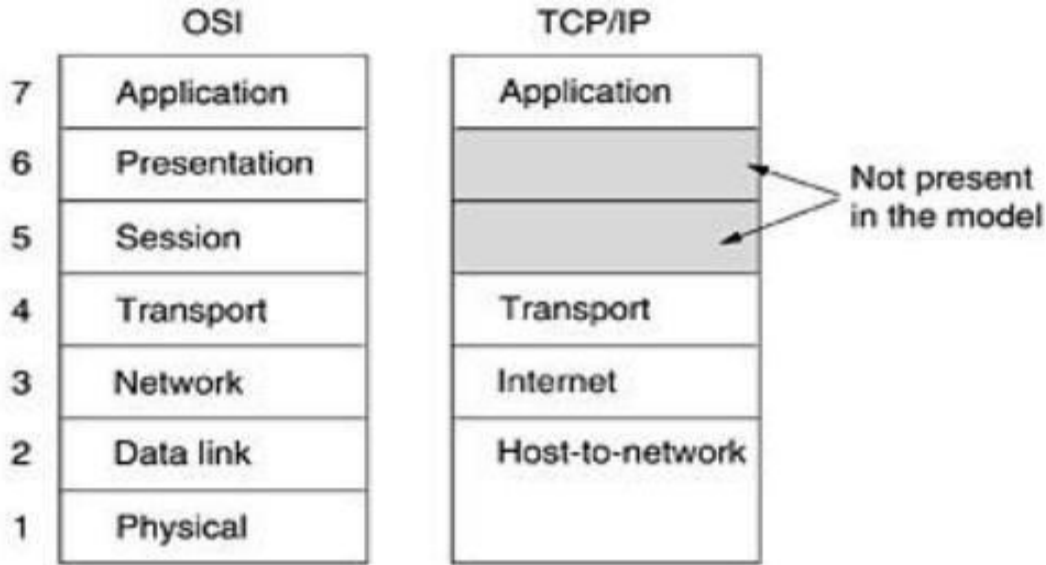 OSI TCP/IP
7 Application Application
6 Presentation
5 Session
Not present
in the model
4 Transport Transport
3 Network Internet
2 Data link Host-to-network
1 Physical